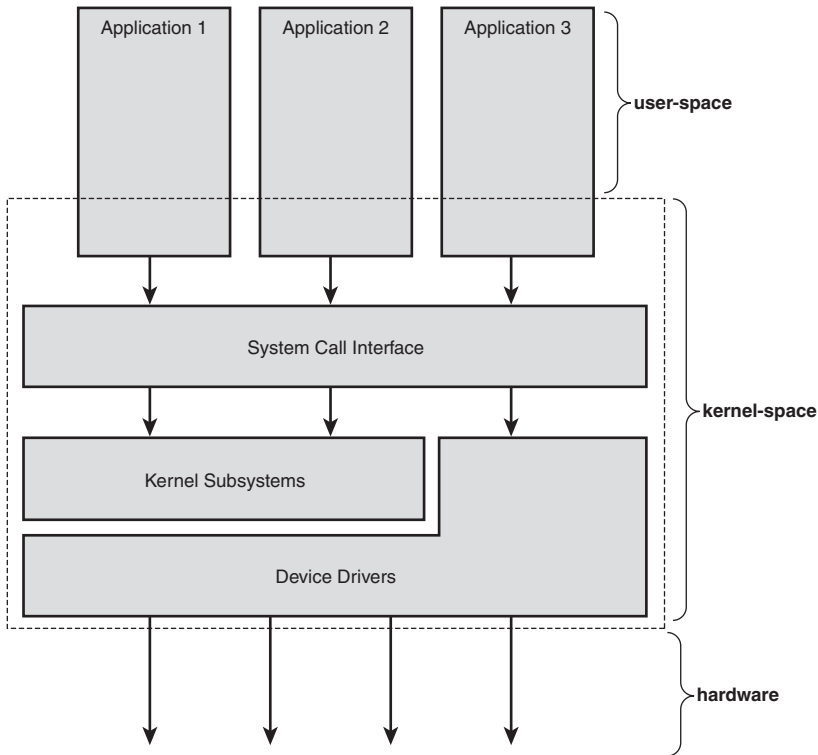 Application 1
Application 2
Application 3
user-space
System Call Interface
kernel-space
Kernel Subsystems
Device Drivers
hardware